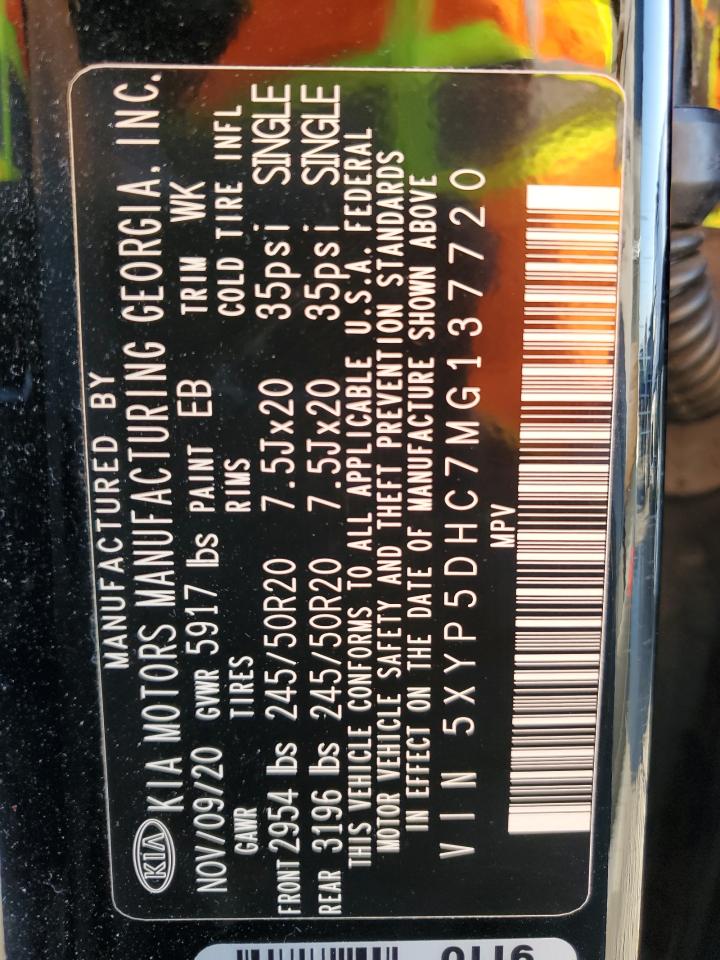 MANUFACTURED BY
KIA KIA MOTORS MANUFACTURING GEORGIA, INC.
NOV/09/20 GVWR 5917 lbs PAINT EB TRIM WK
GAWR TIRES RIMS COLD TIRE INFL
FRONT 2954 lbs 245/50R20 7.5Jx20 35psi SINGLE
REAR 3196 lbs 245/50R20 7.5Jx20 35psi SINGLE
THIS VEHICLE CONFORMS TO ALL APPLICABLE U.S.A. FEDERAL
MOTOR VEHICLE SAFETY AND THEFT PREVENTION STANDARDS
IN EFFECT ON THE DATE OF MANUFACTURE SHOWN ABOVE
VIN 5XYP5DHC7MG137720
MPV